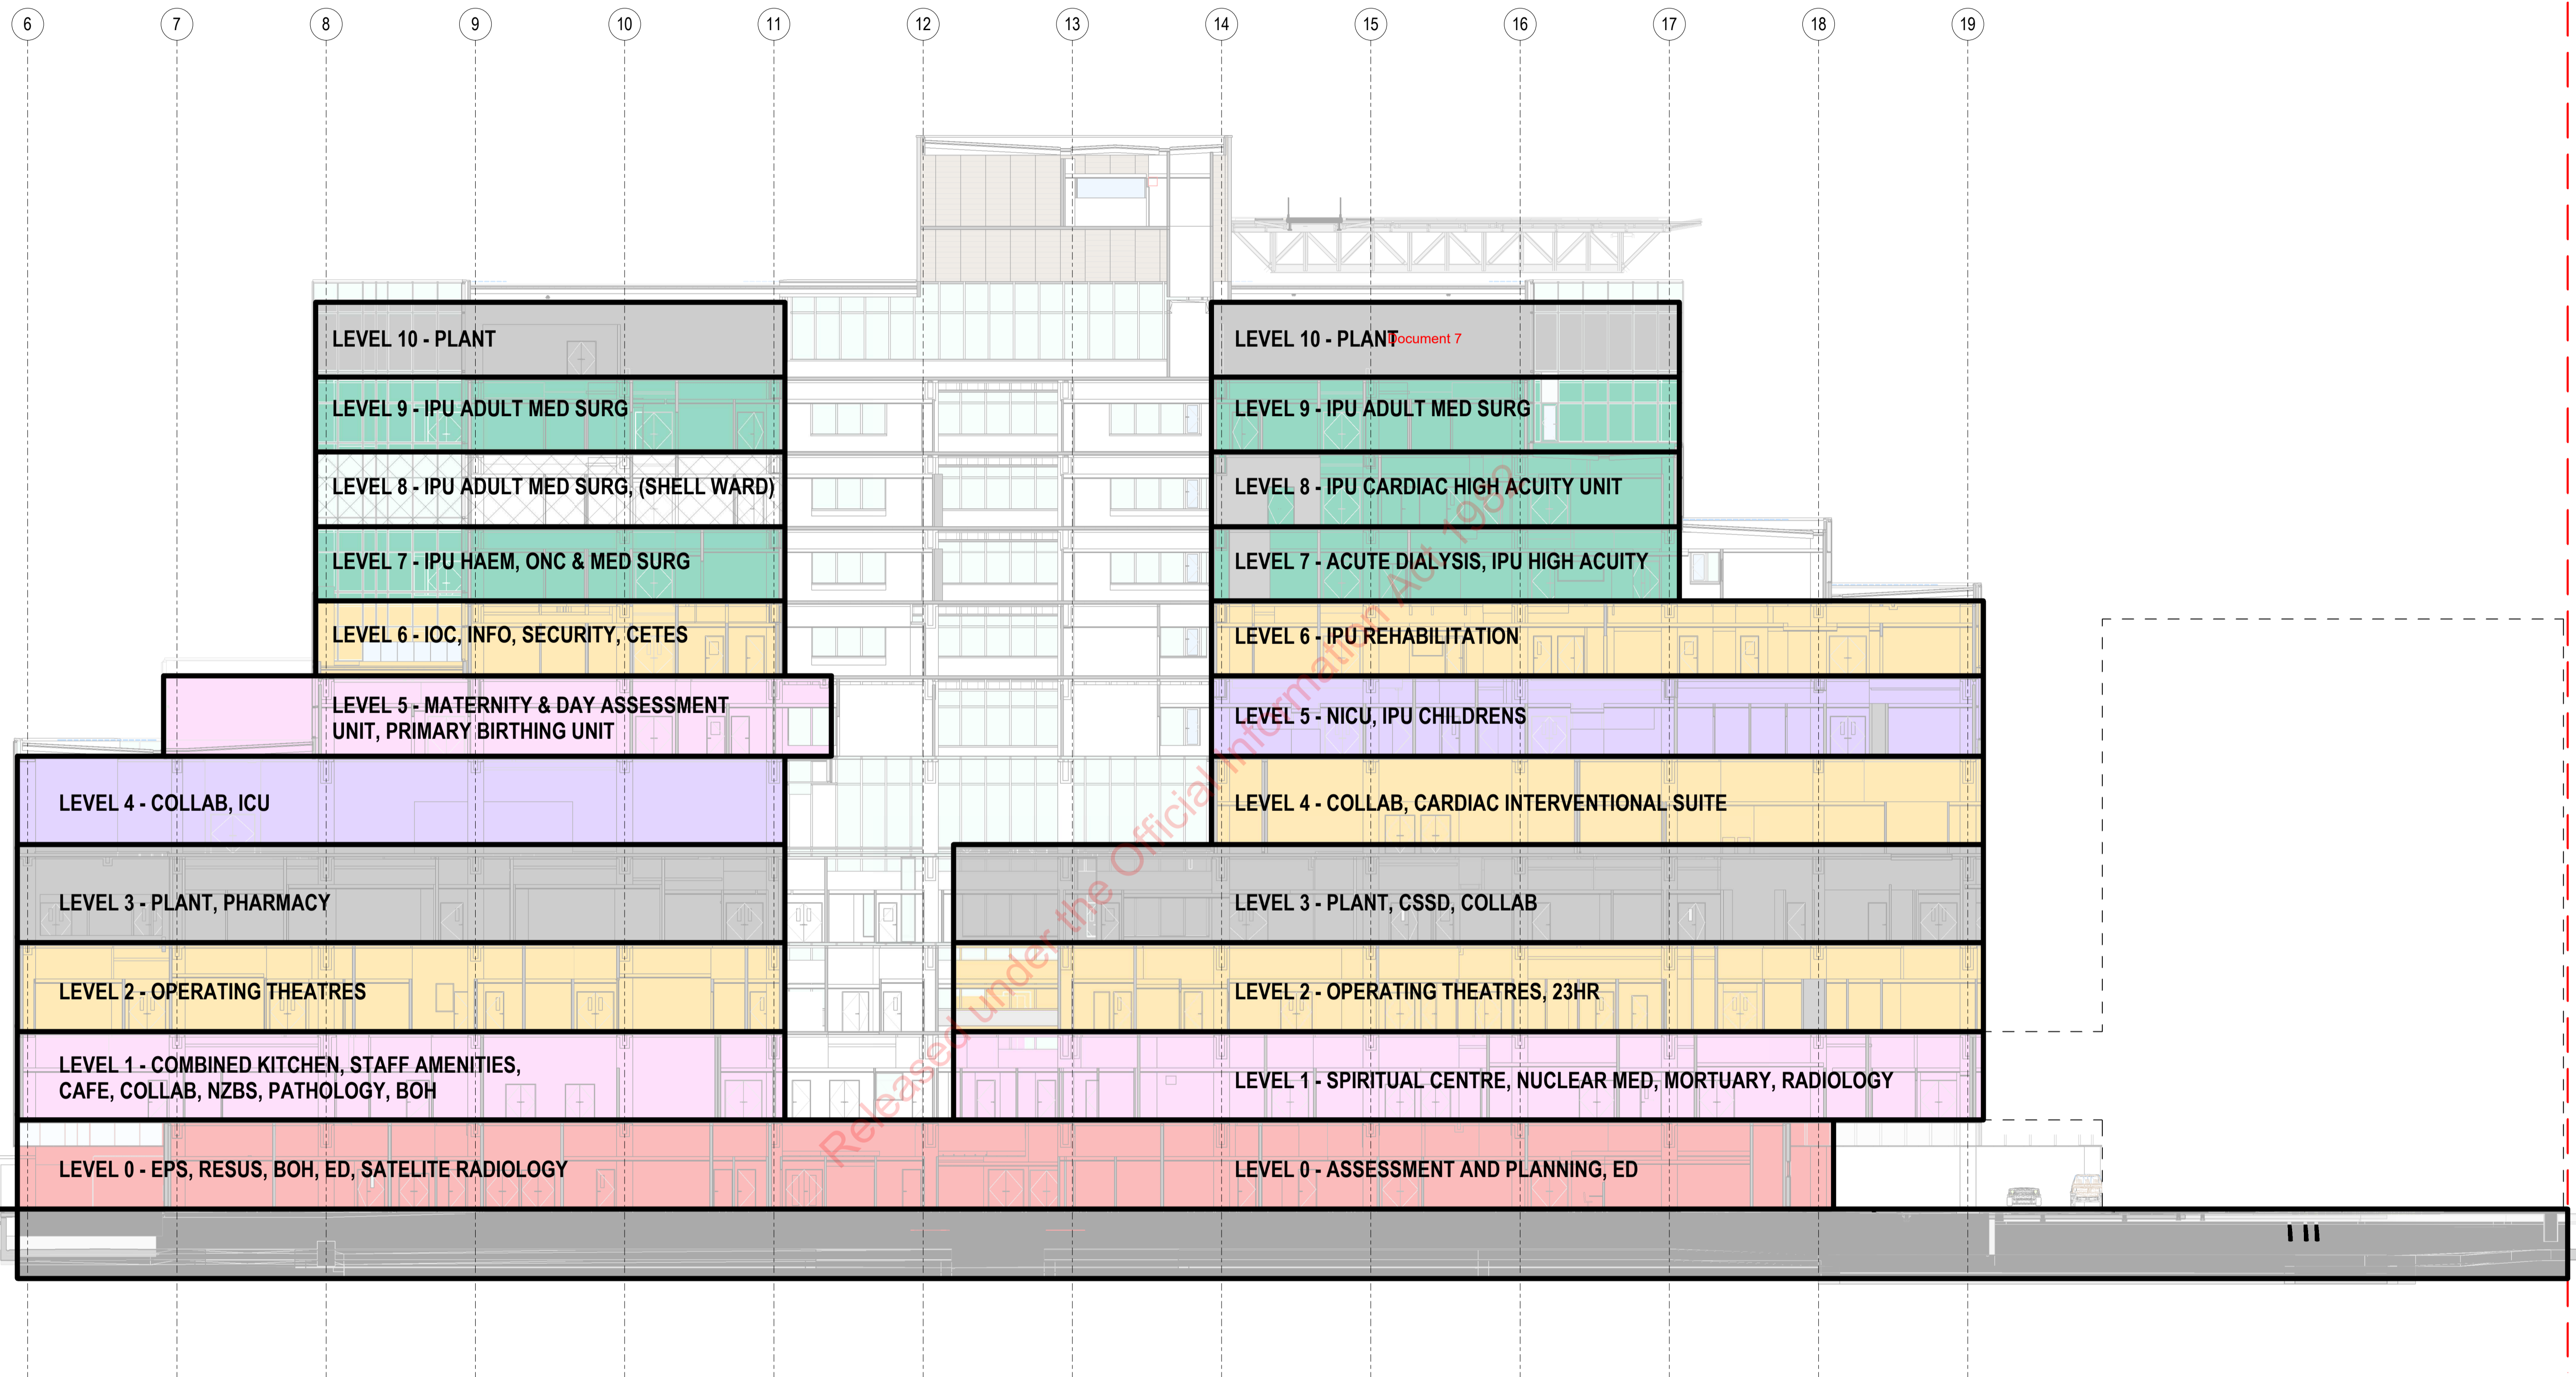 6 7 8 9 10 11 12 13 14 15 16 17 18 19
LEVEL 10 - PLANT
LEVEL 10 - PLANT
Document 7
LEVEL 9 - IPU ADULT MED SURG
LEVEL 9 - IPU ADULT MED SURG
LEVEL 8 - IPU ADULT MED SURG, (SHELL WARD)
LEVEL 8 - IPU CARDIAC HIGH ACUITY UNIT
LEVEL 7 - IPU HAEM, ONC & MED SURG
LEVEL 7 - ACUTE DIALYSIS, IPU HIGH ACUITY
LEVEL 6 - IOC, INFO, SECURITY, CETES
LEVEL 6 - IPU REHABILITATION
LEVEL 5 - MATERNITY & DAY ASSESSMENT
UNIT, PRIMARY BIRTHING UNIT
LEVEL 5 - NICU, IPU CHILDRENS
LEVEL 4 - COLLAB, ICU
LEVEL 4 - COLLAB, CARDIAC INTERVENTIONAL SUITE
LEVEL 3 - PLANT, PHARMACY
LEVEL 3 - PLANT, CSSD, COLLAB
LEVEL 2 - OPERATING THEATRES
LEVEL 2 - OPERATING THEATRES, 23HR
LEVEL 1 - COMBINED KITCHEN, STAFF AMENITIES,
CAFE, COLLAB, NZBS, PATHOLOGY, BOH
LEVEL 1 - SPIRITUAL CENTRE, NUCLEAR MED, MORTUARY, RADIOLOGY
LEVEL 0 - EPS, RESUS, BOH, ED, SATELITE RADIOLOGY
LEVEL 0 - ASSESSMENT AND PLANNING, ED
Released under the Official Information Act 1982